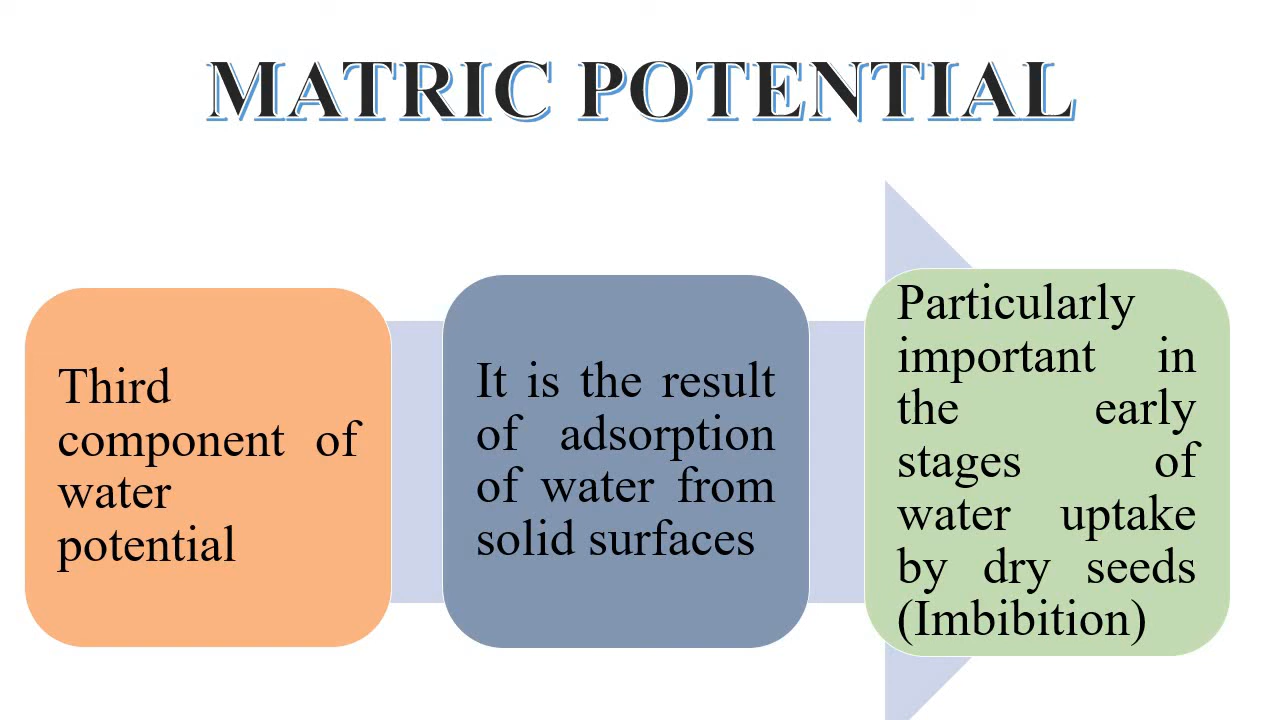 MATRIC POTENTIAL
Third
component of
water
potential
It is the result
of adsorption
of water from
solid surfaces
Particularly
important in
the early
stages of
water uptake
by dry seeds
(Imbibition)